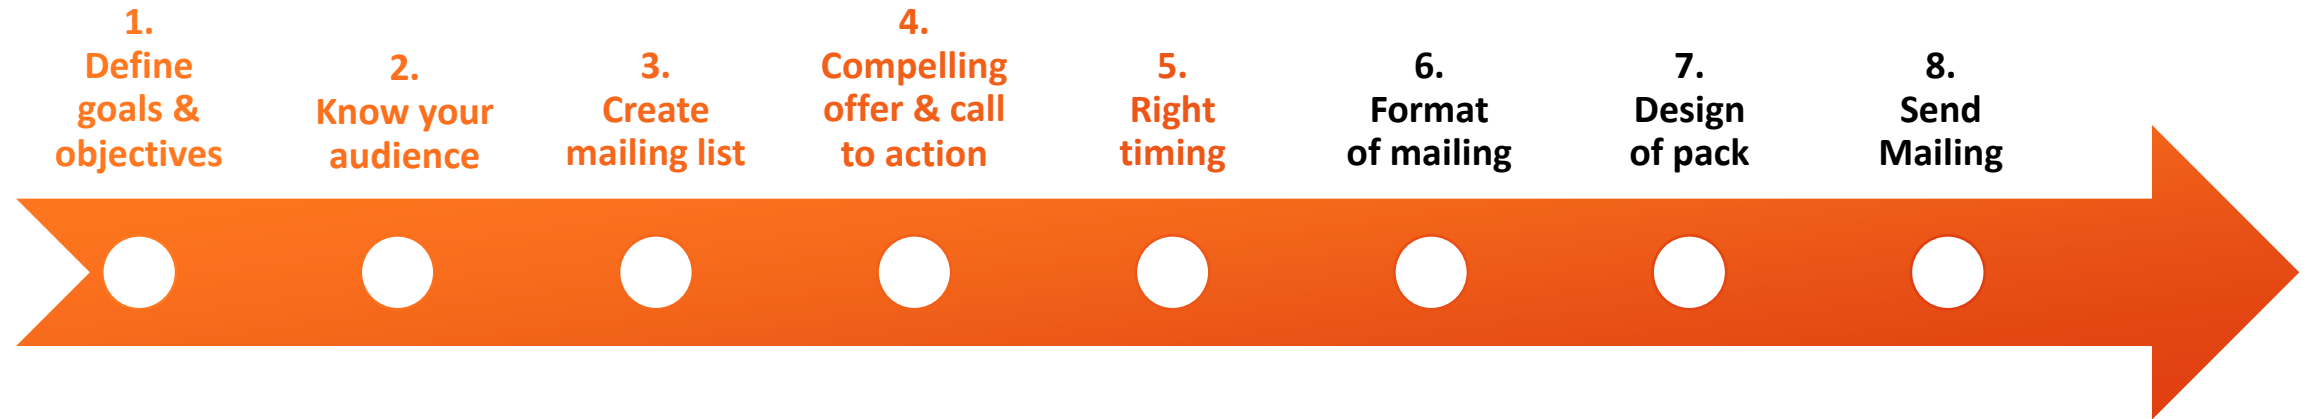 1.
Define
goals &
objectives
2.
Know your
audience
3.
Create
mailing list
4.
Compelling
offer & call
to action
5.
Right
timing
6.
Format
of mailing
7.
Design
of pack
8.
Send
Mailing